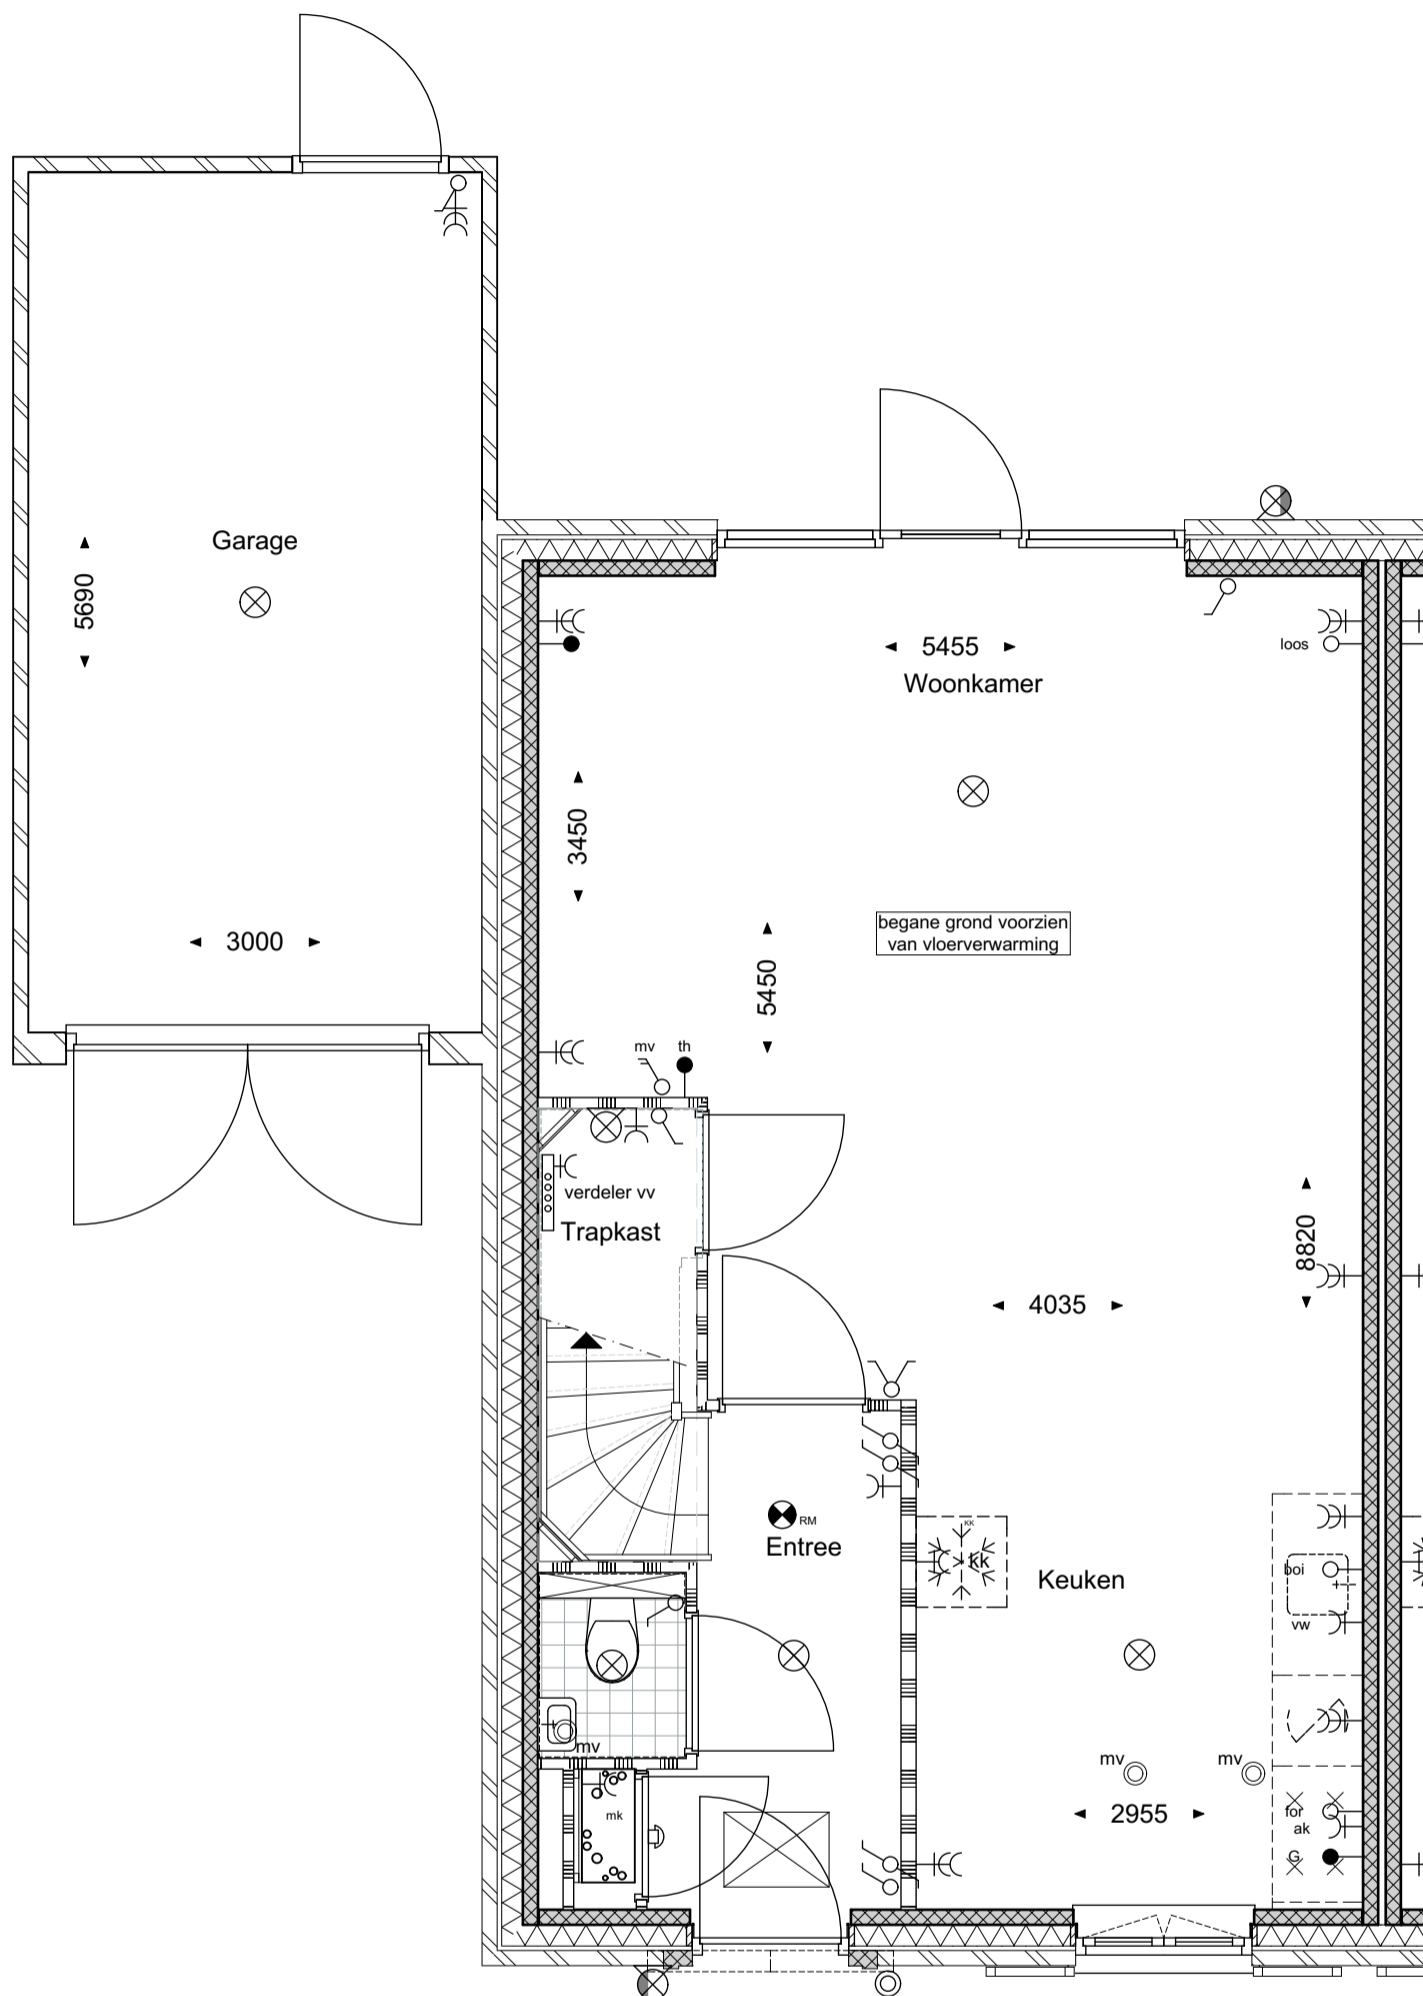 Garage
5690
3000
5455
Woonkamer
loos
3450
begane grond voorzien
van vloerverwarming
5450
mv
th
verdeler vv
Trapkast
8820
4035
RM
Entree
KK
kk
Keuken
boi
vw
mv
mv
mv
mk
2955
for
ak
G